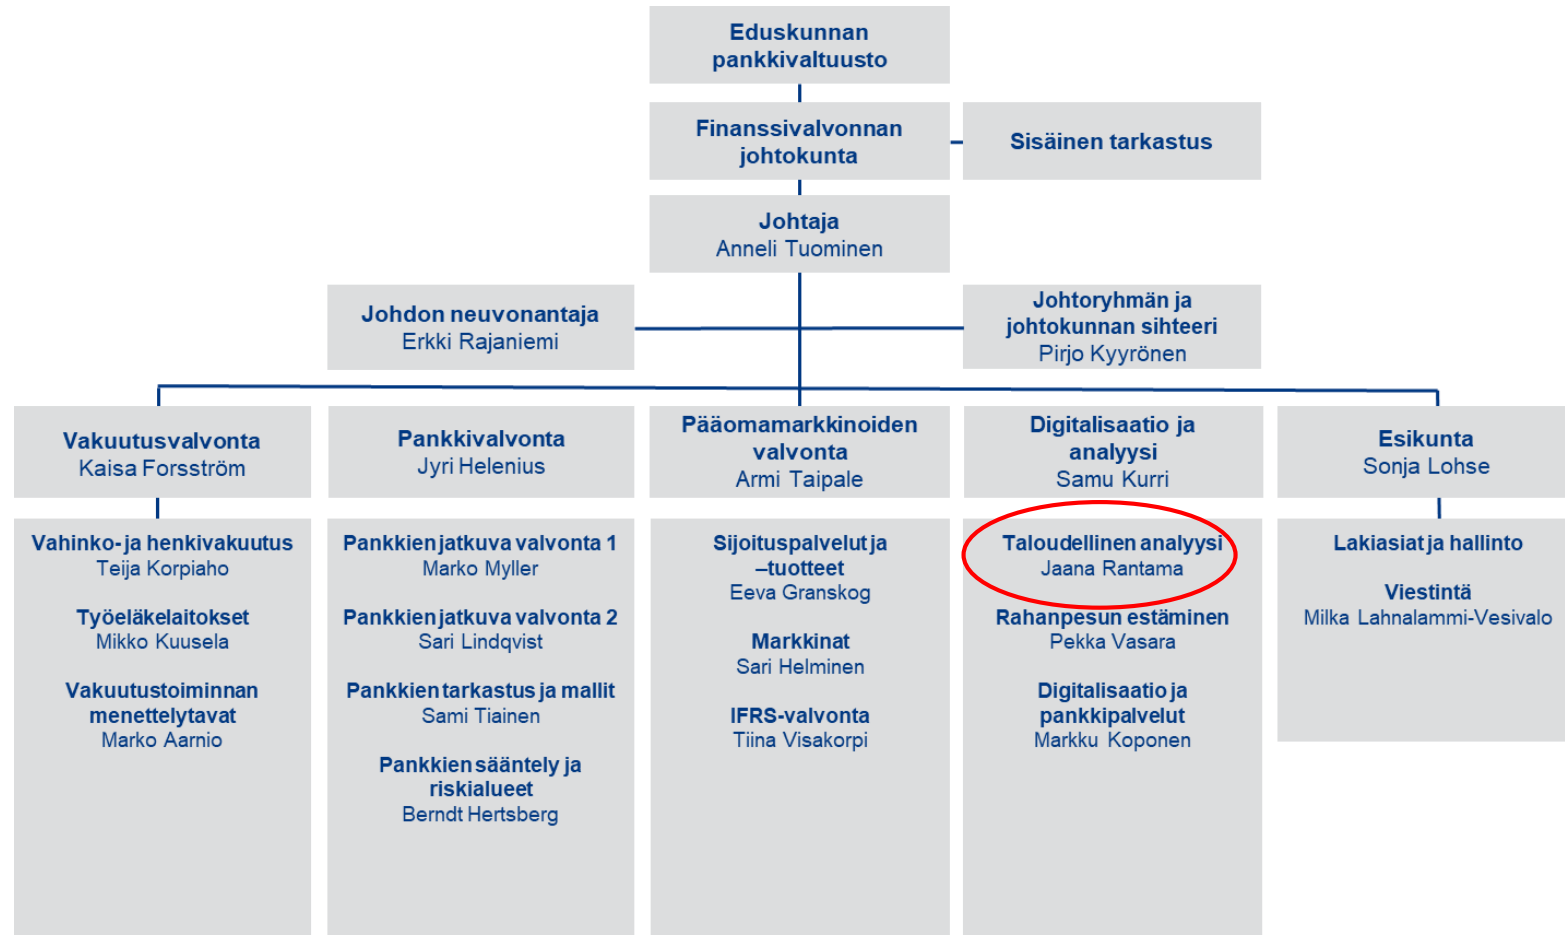 Eduskunnan
pankkivaltuusto
Finanssivalvonnan
johtokunta
Sisäinen tarkastus
Johtaja
Anneli Tuominen
Johdon neuvonantaja
Erkki Rajaniemi
Johtoryhmän ja
johtokunnan sihteeri
Pirjo Kyyrönen
Vakuutusvalvonta
Kaisa Forsström
Pankkivalvonta
Jyri Helenius
Pääomamarkkinoiden
valvonta
Armi Taipale
Digitalisaatio ja
analyysi
Samu Kurri
Esikunta
Sonja Lohse
Vahinko- ja henkivakuutus
Teija Korpiaho
Työeläkelaitokset
Mikko Kuusela
Vakuutustoiminnan
menettelytavat
Marko Aarnio
Pankkien jatkuva valvonta 1
Marko Myller
Pankkien jatkuva valvonta 2
Sari Lindqvist
Pankkien tarkastus ja mallit
Sami Tiainen
Pankkien sääntely ja
riskialueet
Berndt Hertsberg
Sijoituspalvelut ja
–tuotteet
Eeva Granskog
Markkinat
Sari Helminen
IFRS-valvonta
Tiina Visakorpi
Taloudellinen analyysi
Jaana Rantama
Rahanpesun estäminen
Pekka Vasara
Digitalisaatio ja
pankkipalvelut
Markku Koponen
Lakiasiat ja hallinto
Viestintä
Milka Lahnalammi-Vesivalo